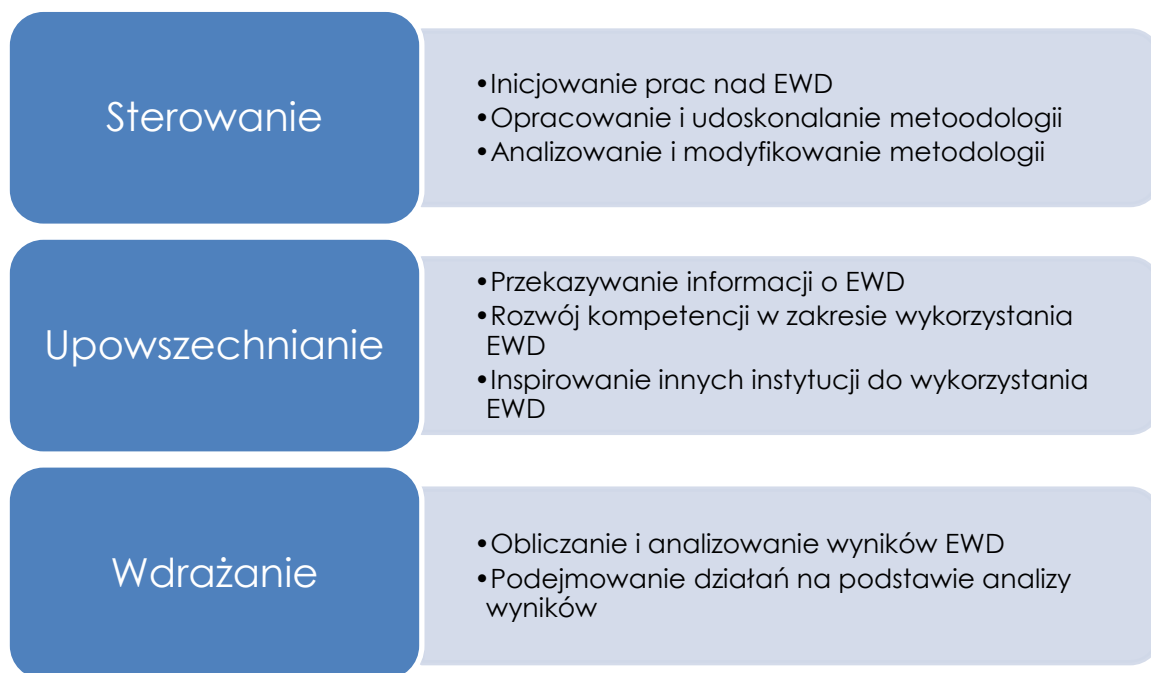 Sterowanie
•Inicjowanie prac nad EWD
•Opracowanie i udoskonalanie metoodologii
•Analizowanie i modyfikowanie metodologii
Upowszechnianie
•Przekazywanie informacji o EWD
•Rozwój kompetencji w zakresie wykorzystania
EWD
•Inspirowanie innych instytucji do wykorzystania
EWD
Wdrażanie
•Obliczanie i analizowanie wyników EWD
•Podejmowanie działań na podstawie analizy
wyników